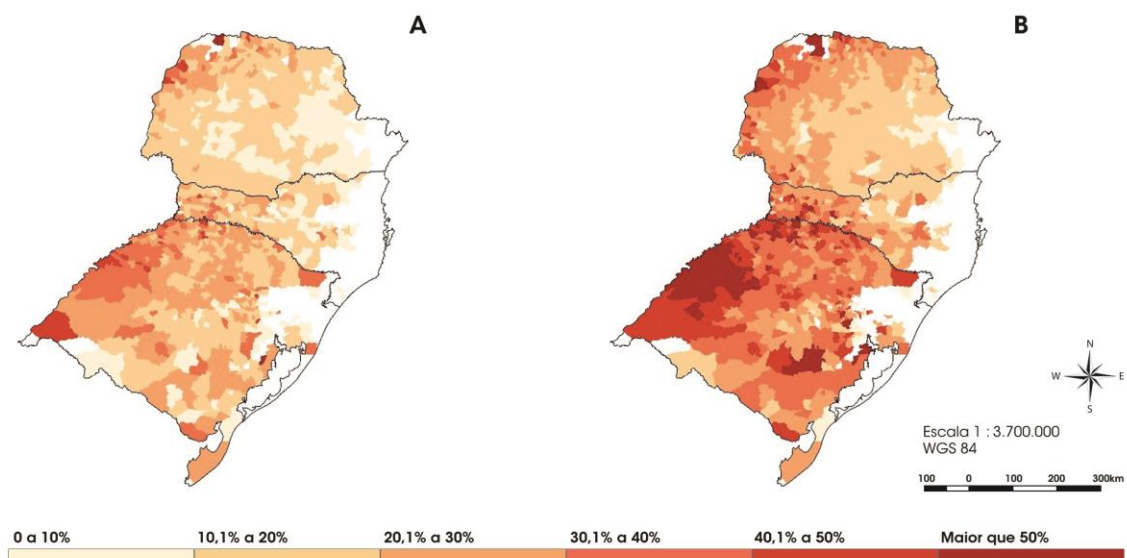 A
B
N
W E
S
Escala 1 : 3.700.000
WGS 84
100 0 100 200 300km
0 a 10% 10,1% a 20% 20,1% a 30% 30,1% a 40% 40,1% a 50% Maior que 50%